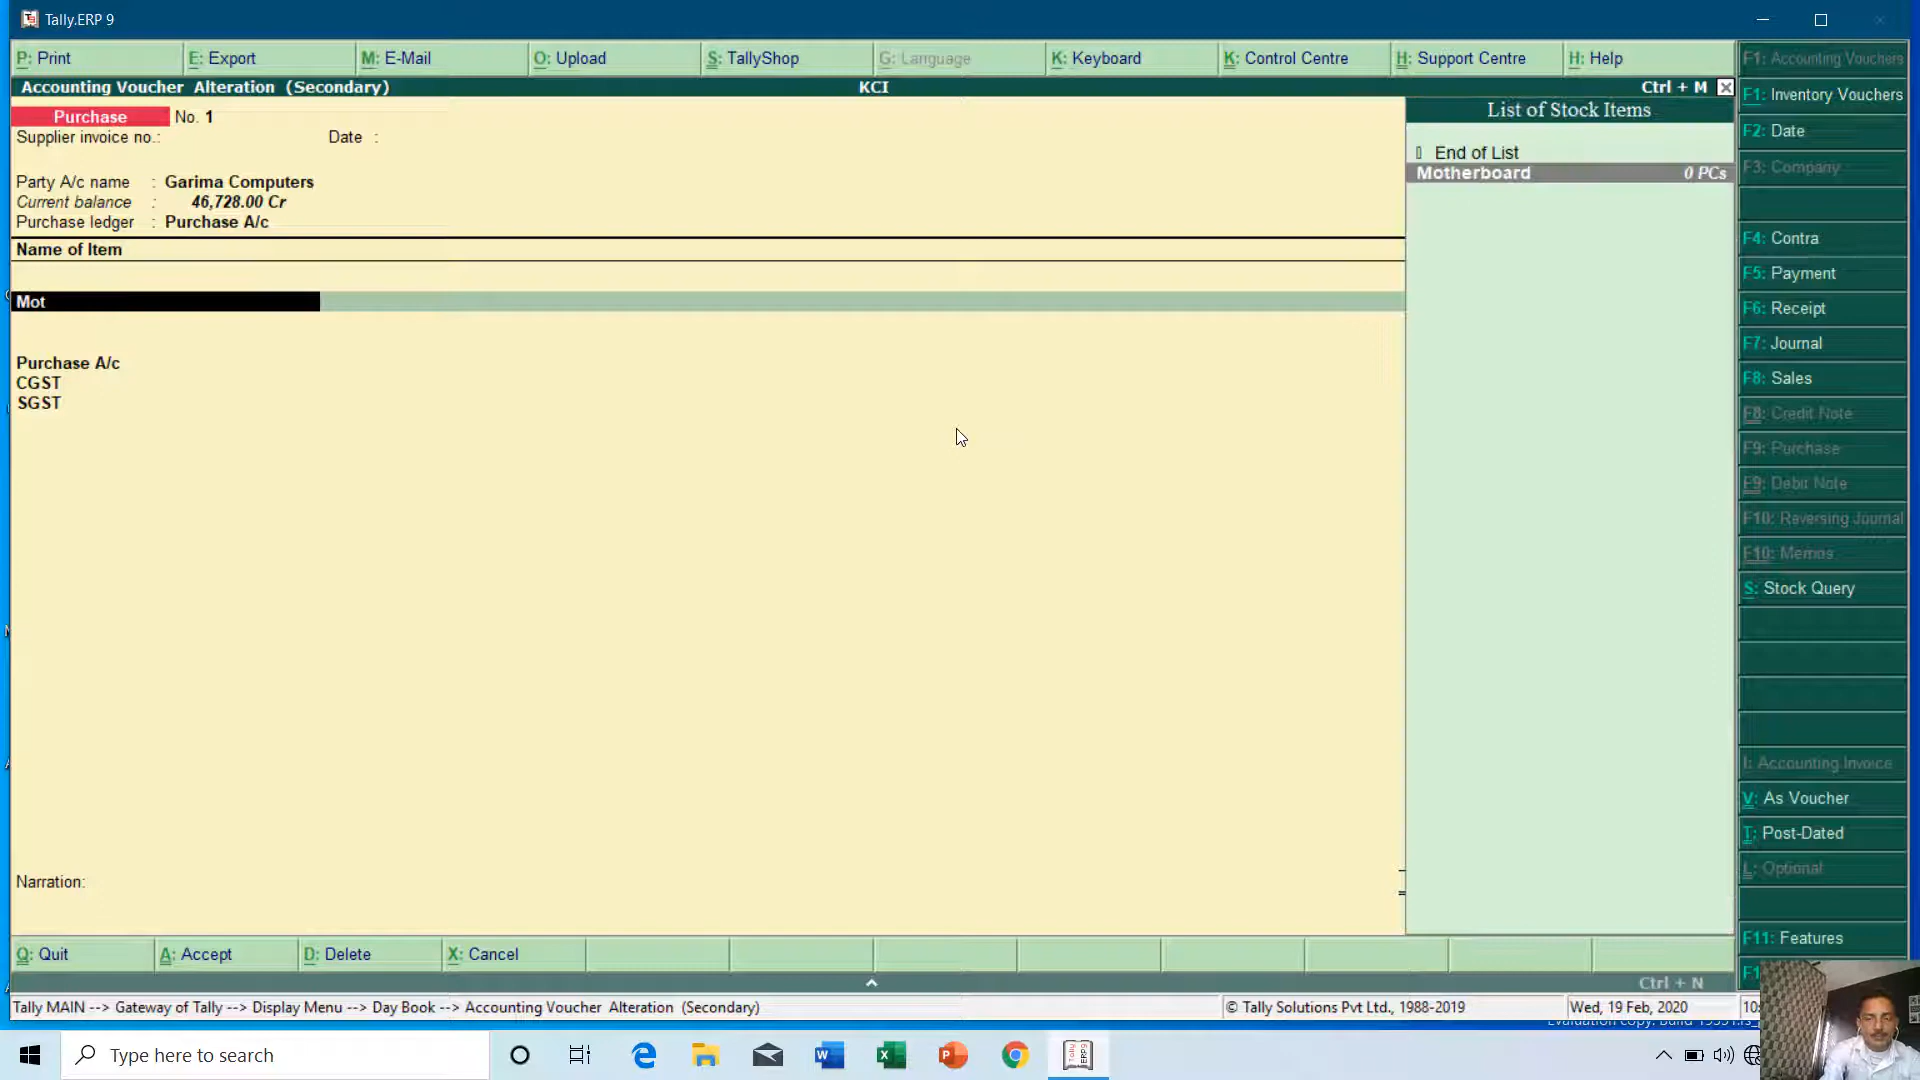 Tally.ERP 9
P: Print E: Export M: E-Mail O: Upload S: TallyShop G: Language K: Keyboard K: Control Centre H: Support Centre H: Help
Accounting Voucher Alteration (Secondary) KCI Ctrl + M
Purchase No. 1
Supplier invoice no.: Date :
Party A/c name : Garima Computers
Current balance : 46,728.00 Cr
Purchase ledger : Purchase A/c
Name of Item
Mot
Purchase A/c
CGST
SGST
Narration:
List of Stock Items
End of List
Motherboard 0 PCs
F1: Accounting Vouchers
F1: Inventory Vouchers
F2: Date
F3: Company
F4: Contra
F5: Payment
F6: Receipt
F7: Journal
F8: Sales
F8: Credit Note
F9: Purchase
F9: Debit Note
F10: Reversing Journal
F10: Memos
S: Stock Query
I: Accounting Invoice
V: As Voucher
T: Post-Dated
L: Optional
F11: Features
Q: Quit A: Accept D: Delete X: Cancel
Ctrl + N
Tally MAIN --> Gateway of Tally --> Display Menu --> Day Book --> Accounting Voucher Alteration (Secondary) © Tally Solutions Pvt Ltd., 1988-2019 Wed, 19 Feb, 2020
Type here to search